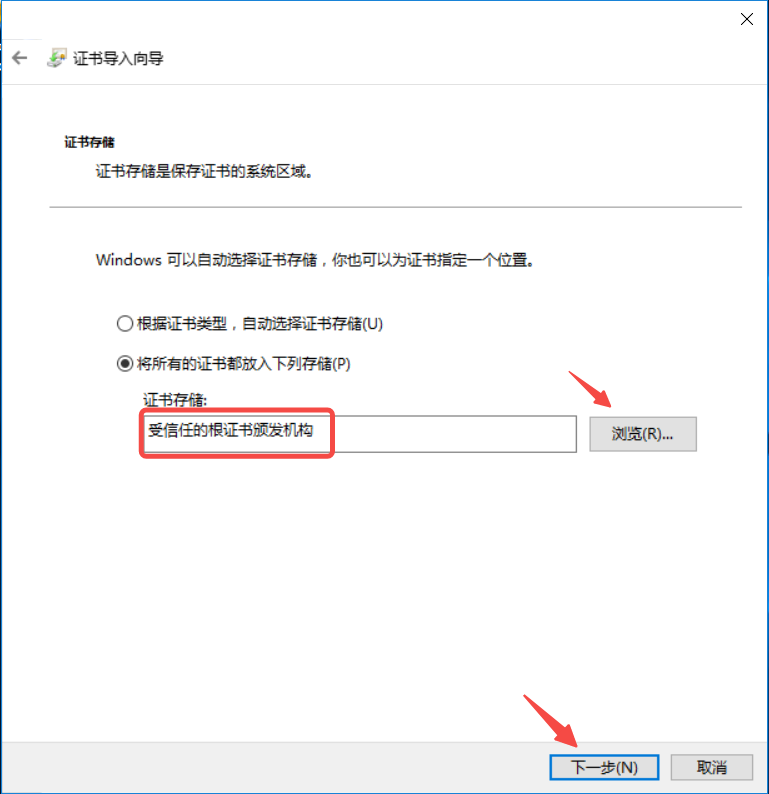 证书导入向导
证书存储
证书存储是保存证书的系统区域。
Windows 可以自动选择证书存储，你也可以为证书指定一个位置。
根据证书类型，自动选择证书存储(U)
将所有的证书都放入下列存储(P)
证书存储:
受信任的根证书颁发机构
浏览(R)...
下一步(N)
取消